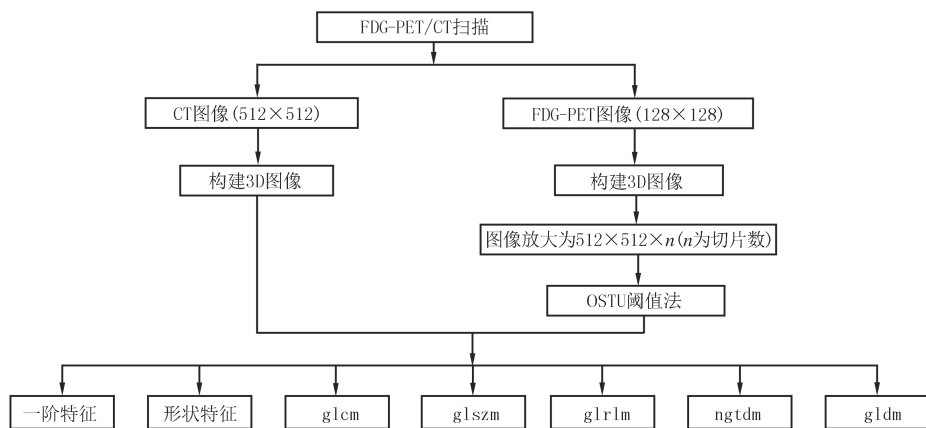 FDG-PET/CT扫描
CT图像(512×512)
FDG-PET图像(128×128)
构建3D图像
构建3D图像
图像放大为512×512×n(n为切片数)
OSTU阈值法
一阶特征
形状特征
glcm
glszm
glrlm
ngtdm
gldm